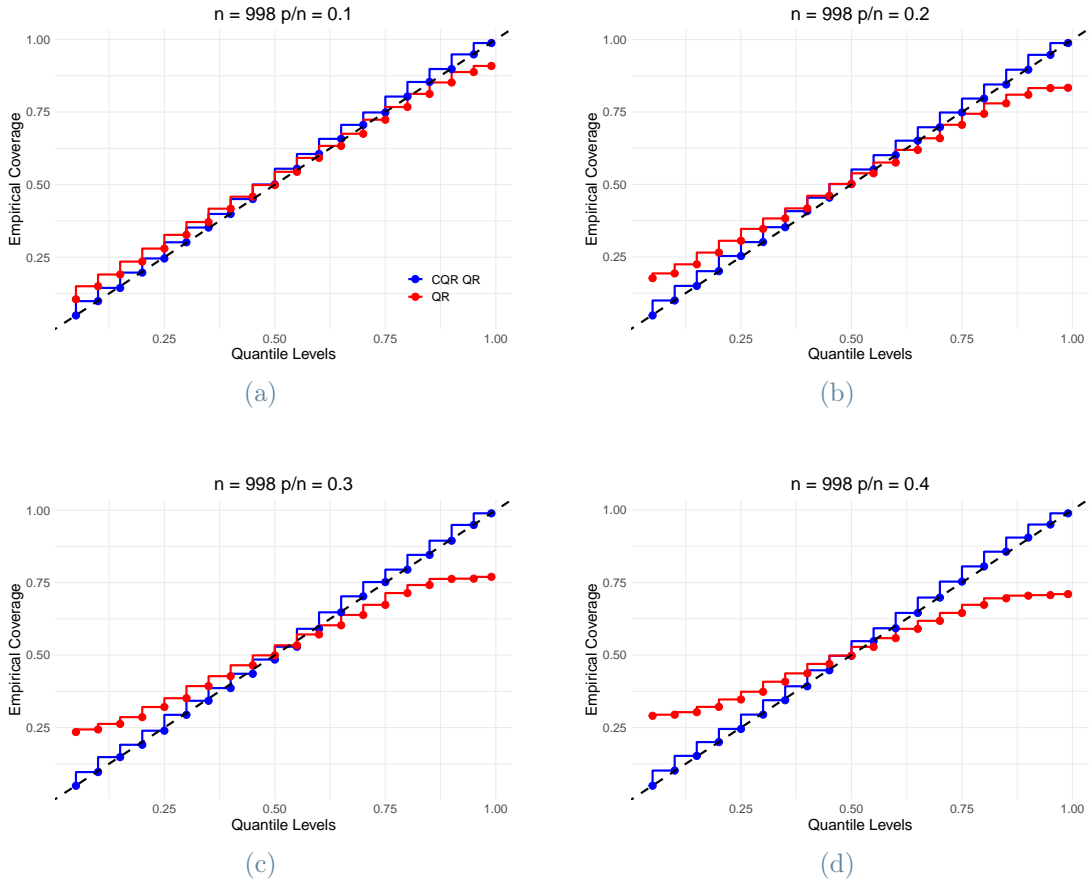 n = 998 p/n = 0.1
1.00
0.75
0.50
0.25
Empirical Coverage
CQR QR
QR
0.25 0.50 0.75 1.00
Quantile Levels
(a)
n = 998 p/n = 0.2
1.00
0.75
0.50
0.25
Empirical Coverage
0.25 0.50 0.75 1.00
Quantile Levels
(b)
n = 998 p/n = 0.3
1.00
0.75
0.50
0.25
Empirical Coverage
0.25 0.50 0.75 1.00
Quantile Levels
(c)
n = 998 p/n = 0.4
1.00
0.75
0.50
0.25
Empirical Coverage
0.25 0.50 0.75 1.00
Quantile Levels
(d)